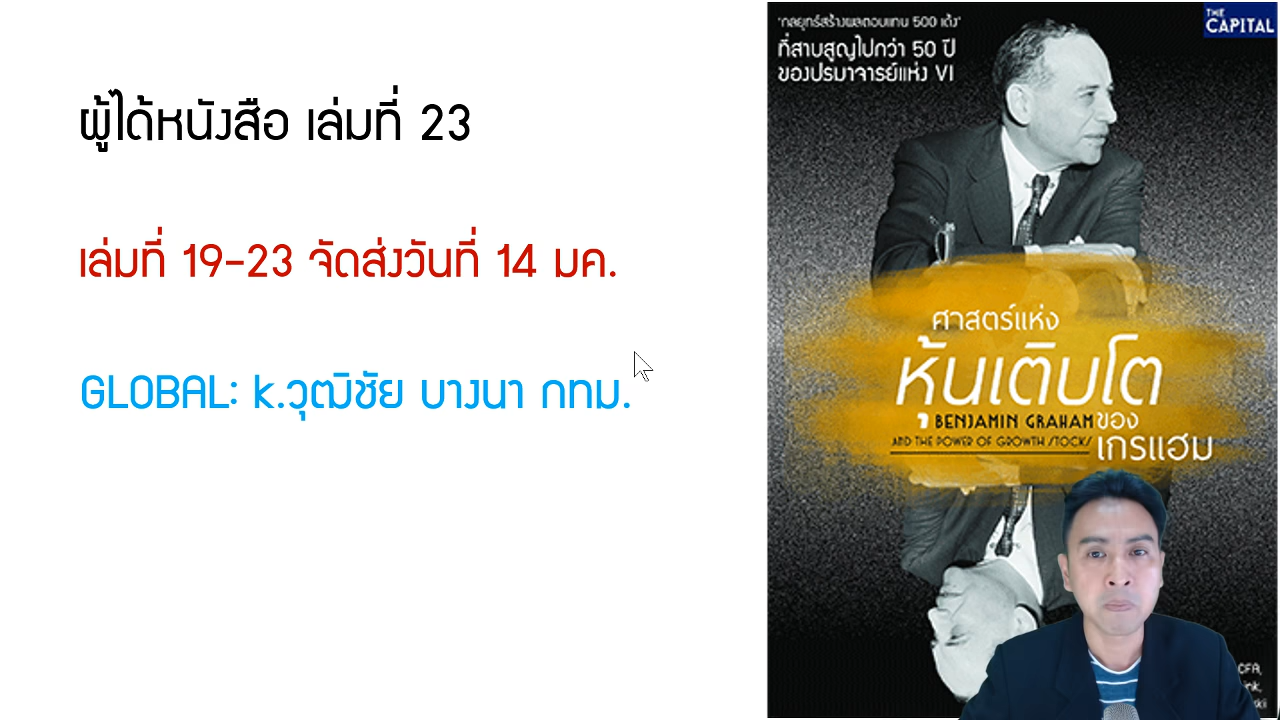 ผู้ได้หนังสือ เล่มที่ 23
เล่มที่ 19-23 จัดส่งวันที่ 14 มค.
GLOBAL: k.วุฒิชัย บางนา กทม.
THE
CAPITAL
"กลยุทธ์สร้างผลตอบแทน 500 เด้ง"
ที่สาบสูญไปกว่า 50 ปี
ของปรมาจารย์แห่ง VI
ศาสตร์แห่ง
หุ้นเติบโต
BENJAMIN GRAHAM ของ
AND THE POWER OF GROWTH STOCKS
เกรแฮม
CFA,